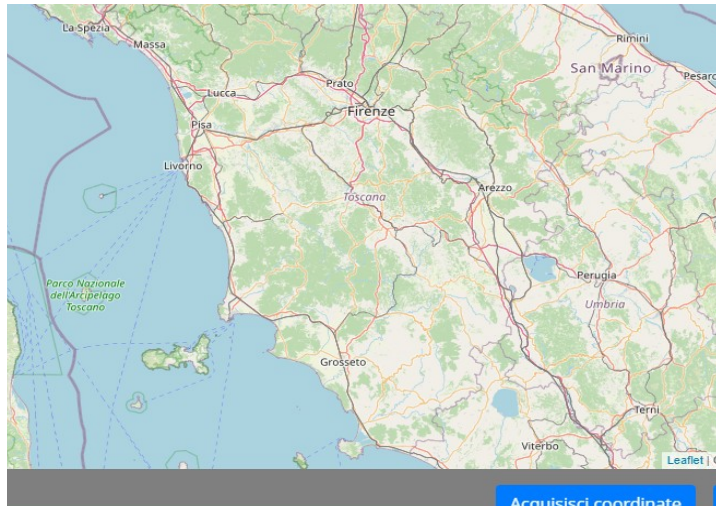 La Spezia
Massa
Rimini
San Marino
Pesaro
Prato
Lucca
Firenze
Pisa
Livorno
Arezzo
Toscana
Parco Nazionale
dell'Arcipelago
Toscano
Perugia
Umbria
Grosseto
Terni
Viterbo
Leaflet |
Acquisisci coordinate